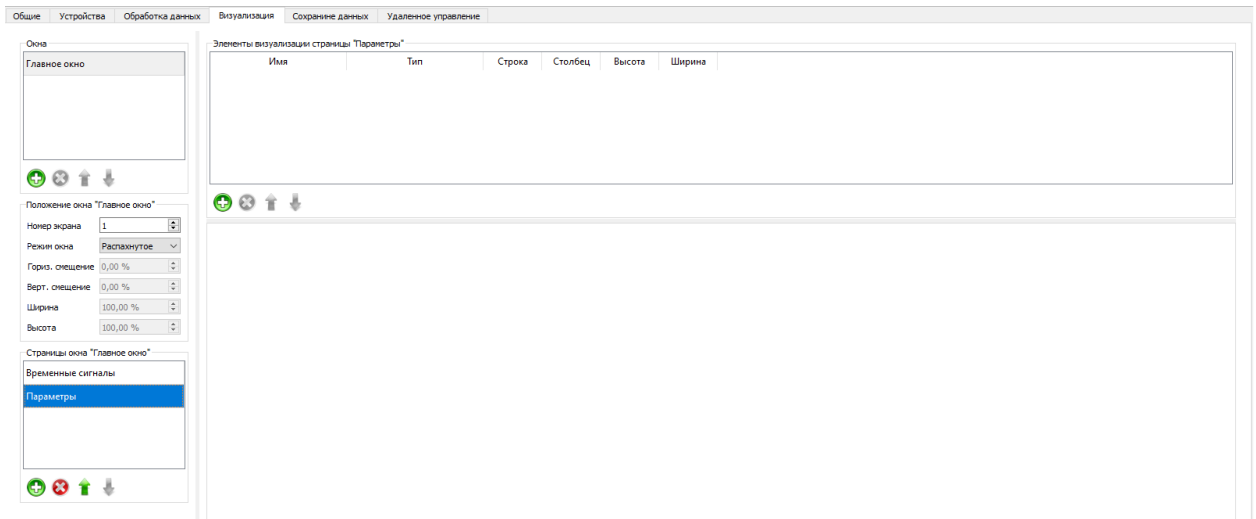 Общие Устройства Обработка данных Визуализация Сохранине данных Удаленное управление
Окна
Главное окно
Положение окна "Главное окно"
Номер экрана 1
Режим окна Распахнутое
Гориз. смещение 0,00 %
Верт. смещение 0,00 %
Ширина 100,00 %
Высота 100,00 %
Страницы окна "Главное окно"
Временные сигналы
Параметры
Элементы визуализации страницы "Параметры"
Имя Тип Строка Столбец Высота Ширина